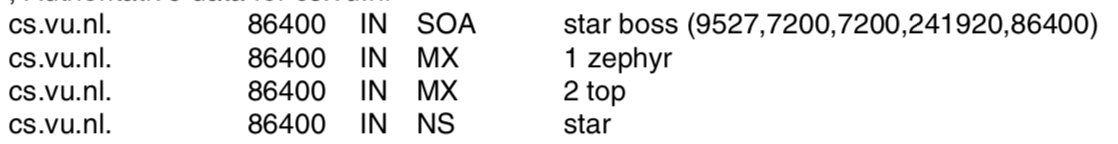 cs.vu.nl. 86400 IN SOA star boss (9527,7200,7200,241920,86400)
cs.vu.nl. 86400 IN MX 1 zephyr
cs.vu.nl. 86400 IN MX 2 top
cs.vu.nl. 86400 IN NS star